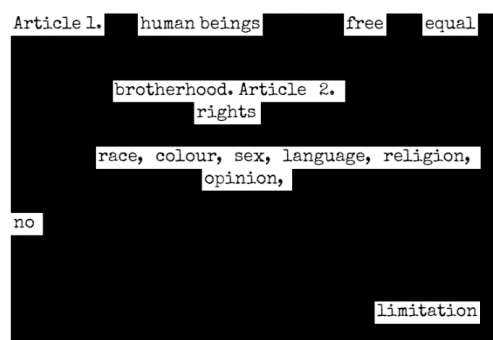 Article 1. human beings free equal
brotherhood. Article 2.
rights
race, colour, sex, language, religion,
opinion,
no
limitation